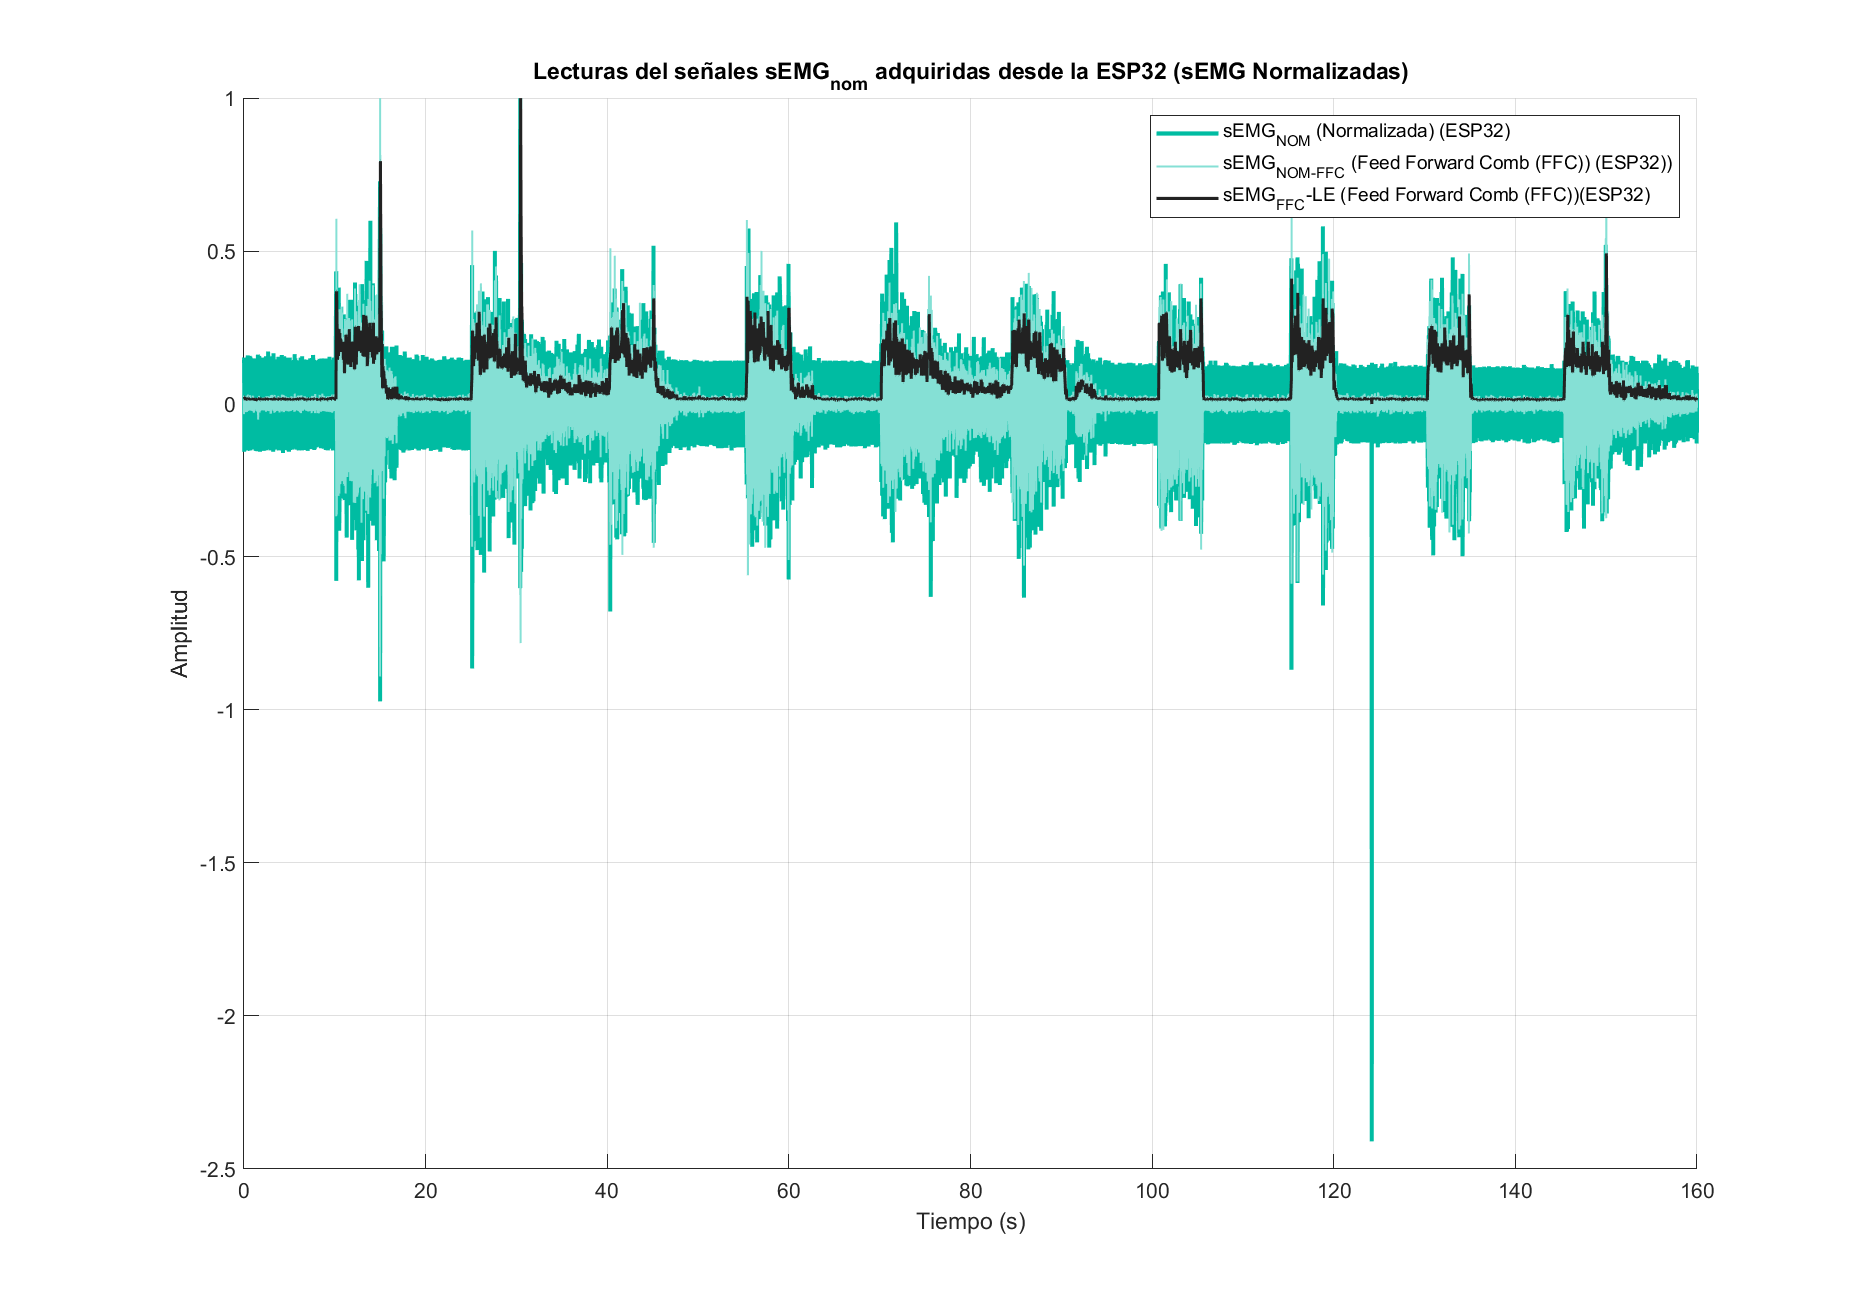 Lecturas del señales sEMGnom adquiridas desde la ESP32 (sEMG Normalizadas)
sEMGNOM (Normalizada) (ESP32)
sEMGNOM-FFC (Feed Forward Comb (FFC)) (ESP32))
sEMGFFC-LE (Feed Forward Comb (FFC))(ESP32)
1
0.5
0
-0.5
-1
-1.5
-2
-2.5
Amplitud
0 20 40 60 80 100 120 140 160
Tiempo (s)